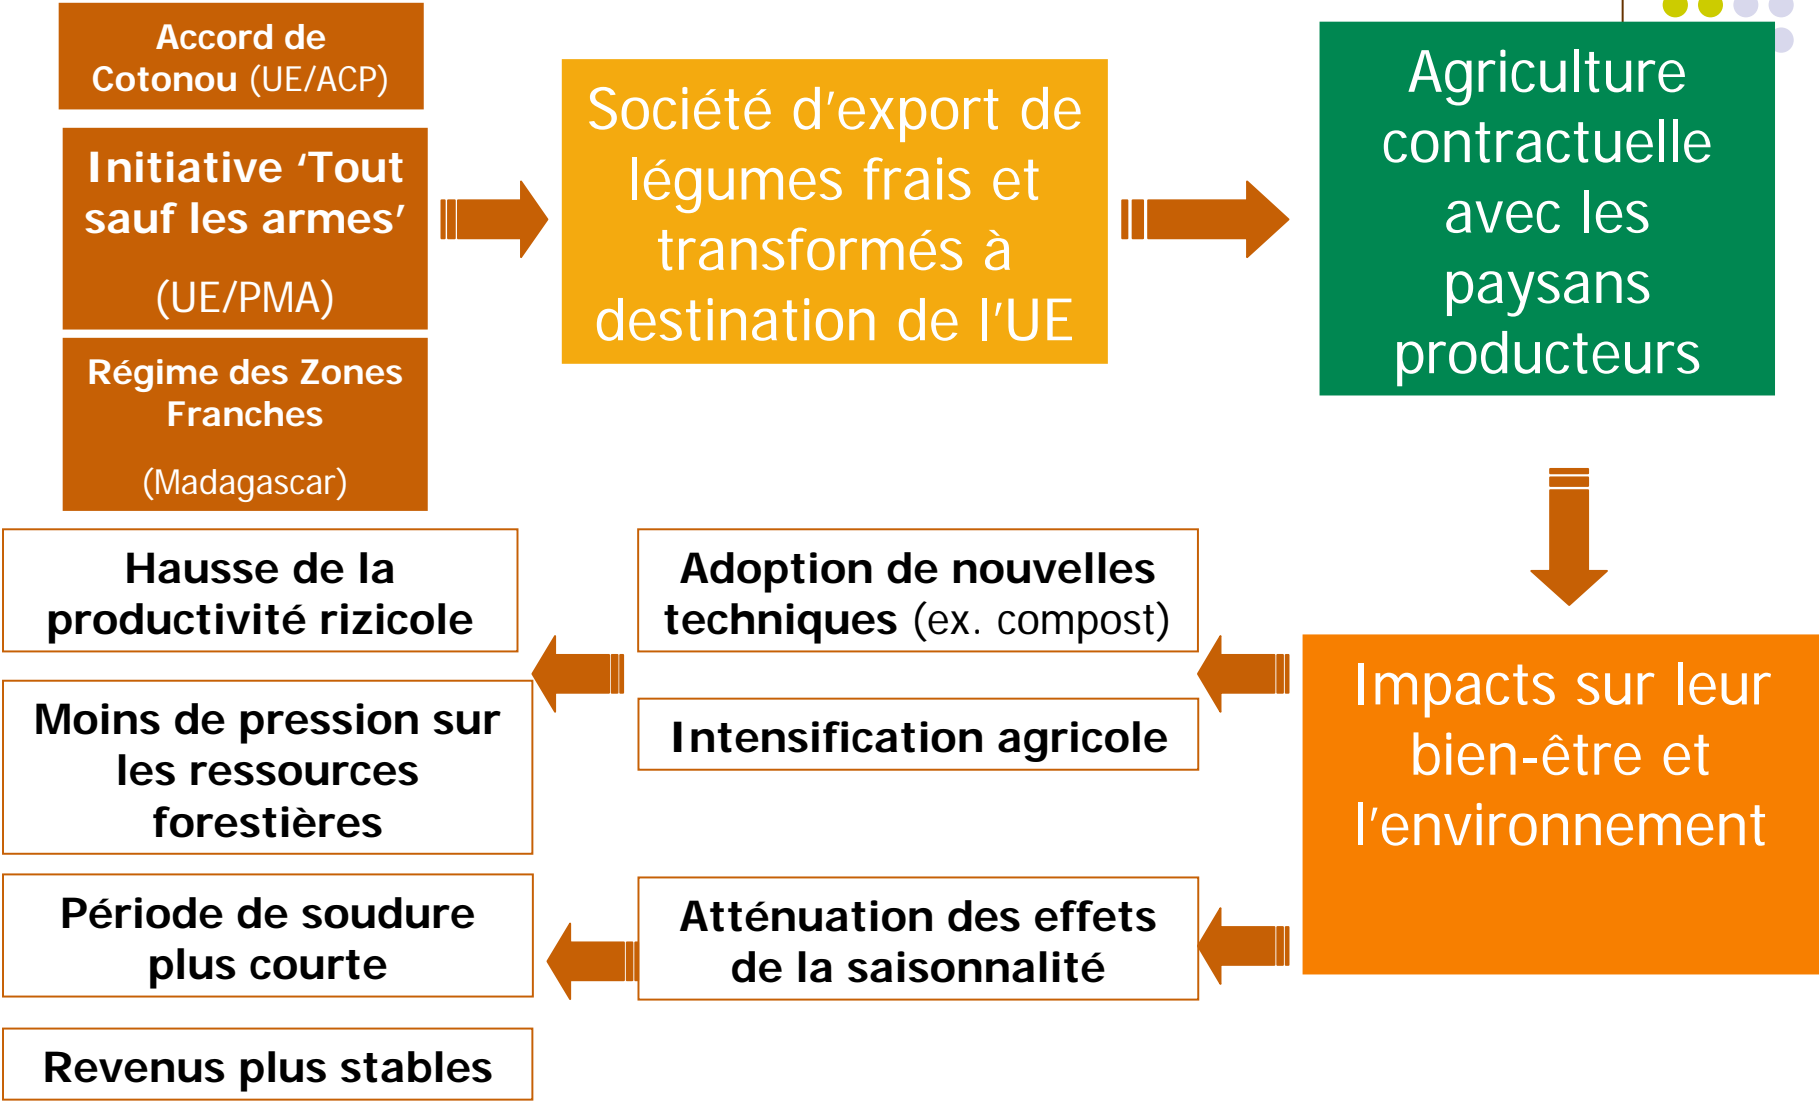 Accord de
Cotonou (UE/ACP)
Initiative ‘Tout
sauf les armes’
(UE/PMA)
Régime des Zones
Franches
(Madagascar)
Société d’export de
légumes frais et
transformés à
destination de l’UE
Agriculture
contractuelle
avec les
paysans
producteurs
Impacts sur leur
bien-être et
l’environnement
Adoption de nouvelles
techniques (ex. compost)
Intensification agricole
Atténuation des effets
de la saisonnalité
Hausse de la
productivité rizicole
Moins de pression sur
les ressources
forestières
Période de soudure
plus courte
Revenus plus stables